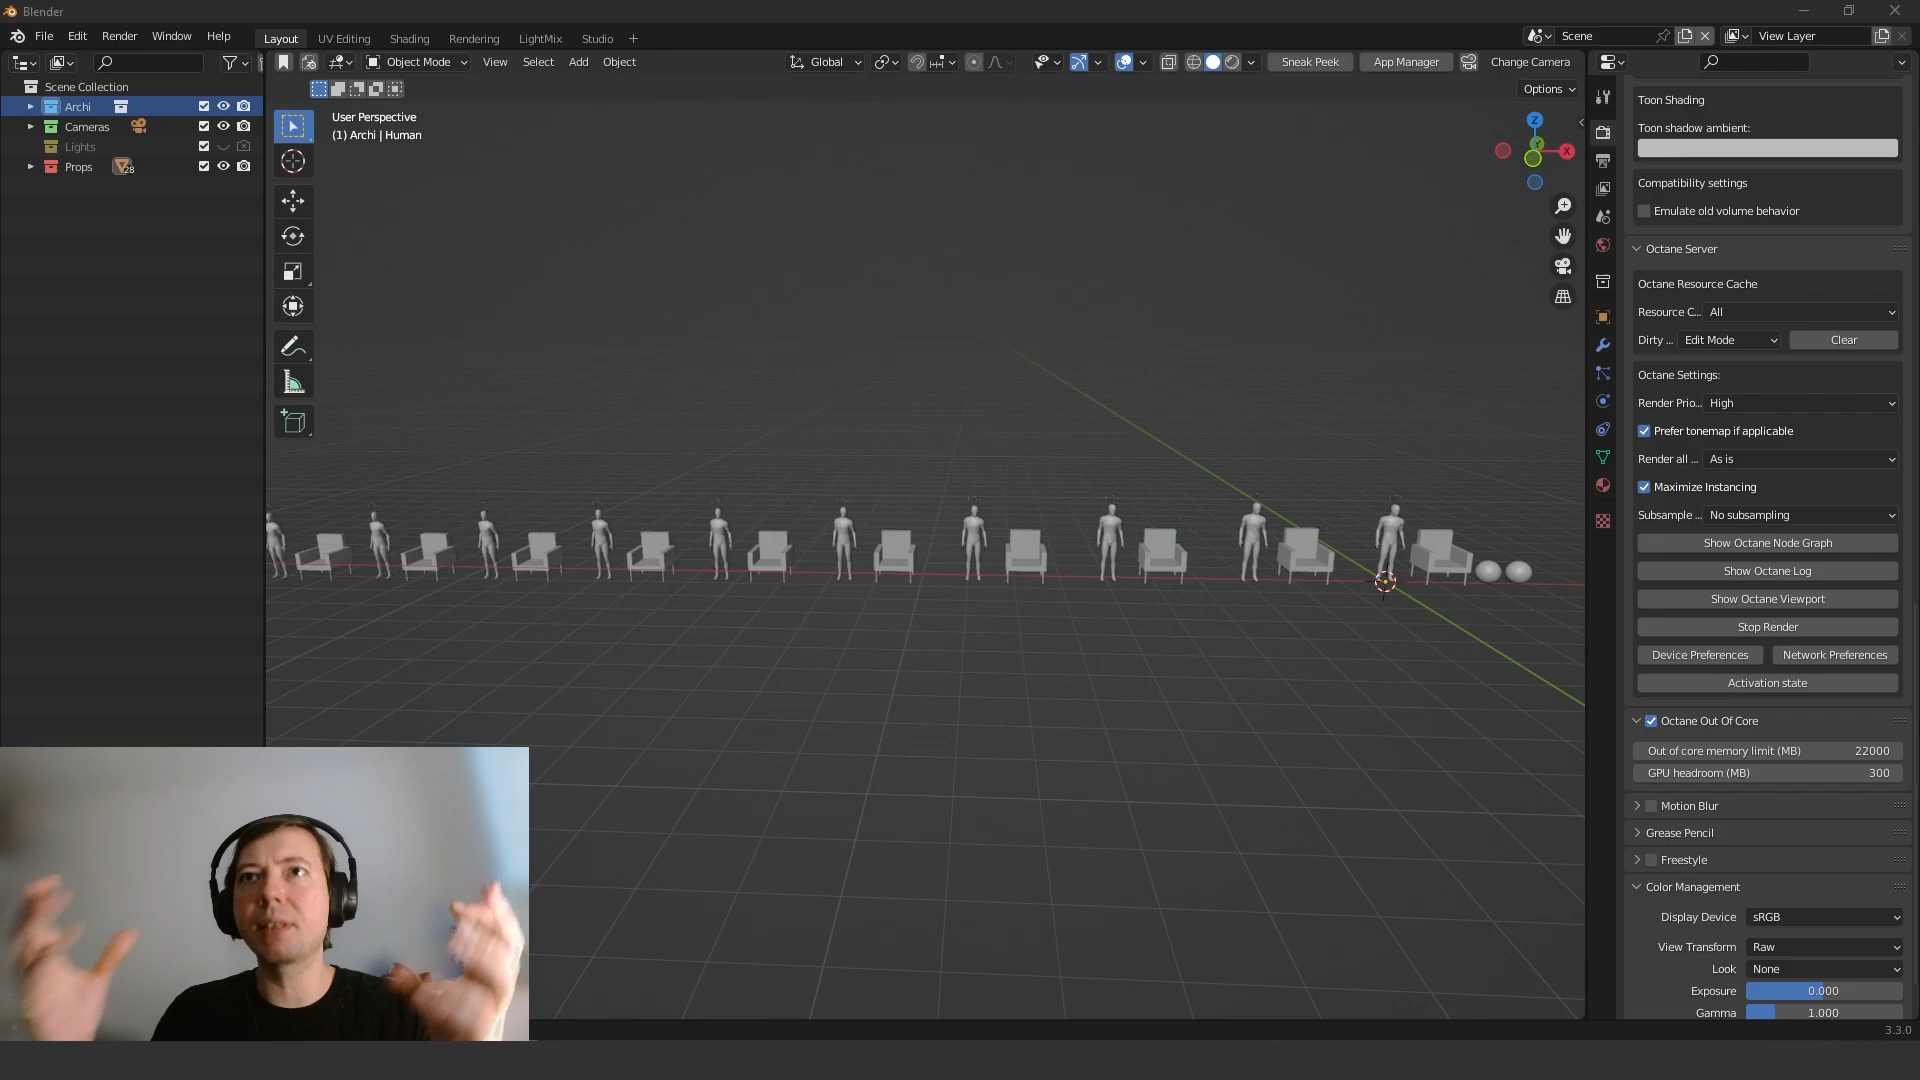 Blender
File Edit Render Window Help
Layout UV Editing Shading Rendering LightMix Studio +
Scene
View Layer
Object Mode View Select Add Object
Global
Sneak Peek App Manager Change Camera
Options
Scene Collection
Archi
Cameras
Lights
Props 28
User Perspective
(1) Archi | Human
Z
Y
X
Toon Shading
Toon shadow ambient:
Compatibility settings
Emulate old volume behavior
Octane Server
Octane Resource Cache
Resource C... All
Dirty ... Edit Mode Clear
Octane Settings:
Render Prio... High
Prefer tonemap if applicable
Render all ... As is
Maximize Instancing
Subsample ... No subsampling
Show Octane Node Graph
Show Octane Log
Show Octane Viewport
Stop Render
Device Preferences Network Preferences
Activation state
Octane Out Of Core
Out of core memory limit (MB) 22000
GPU headroom (MB) 300
Motion Blur
Grease Pencil
Freestyle
Color Management
Display Device sRGB
View Transform Raw
Look None
Exposure 0.000
Gamma 1.000
3.3.0